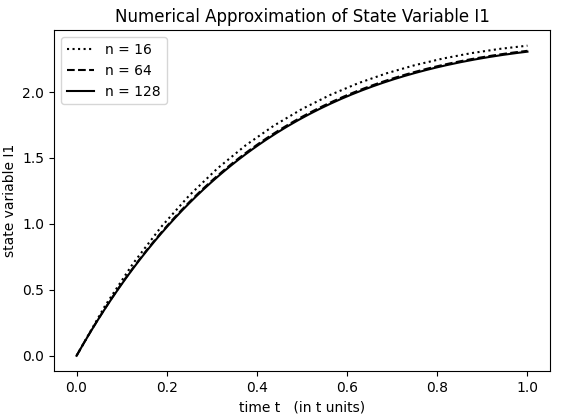 Numerical Approximation of State Variable I1
n = 16
n = 64
n = 128
state variable I1
2.0
1.5
1.0
0.5
0.0
0.0 0.2 0.4 0.6 0.8 1.0
time t (in t units)